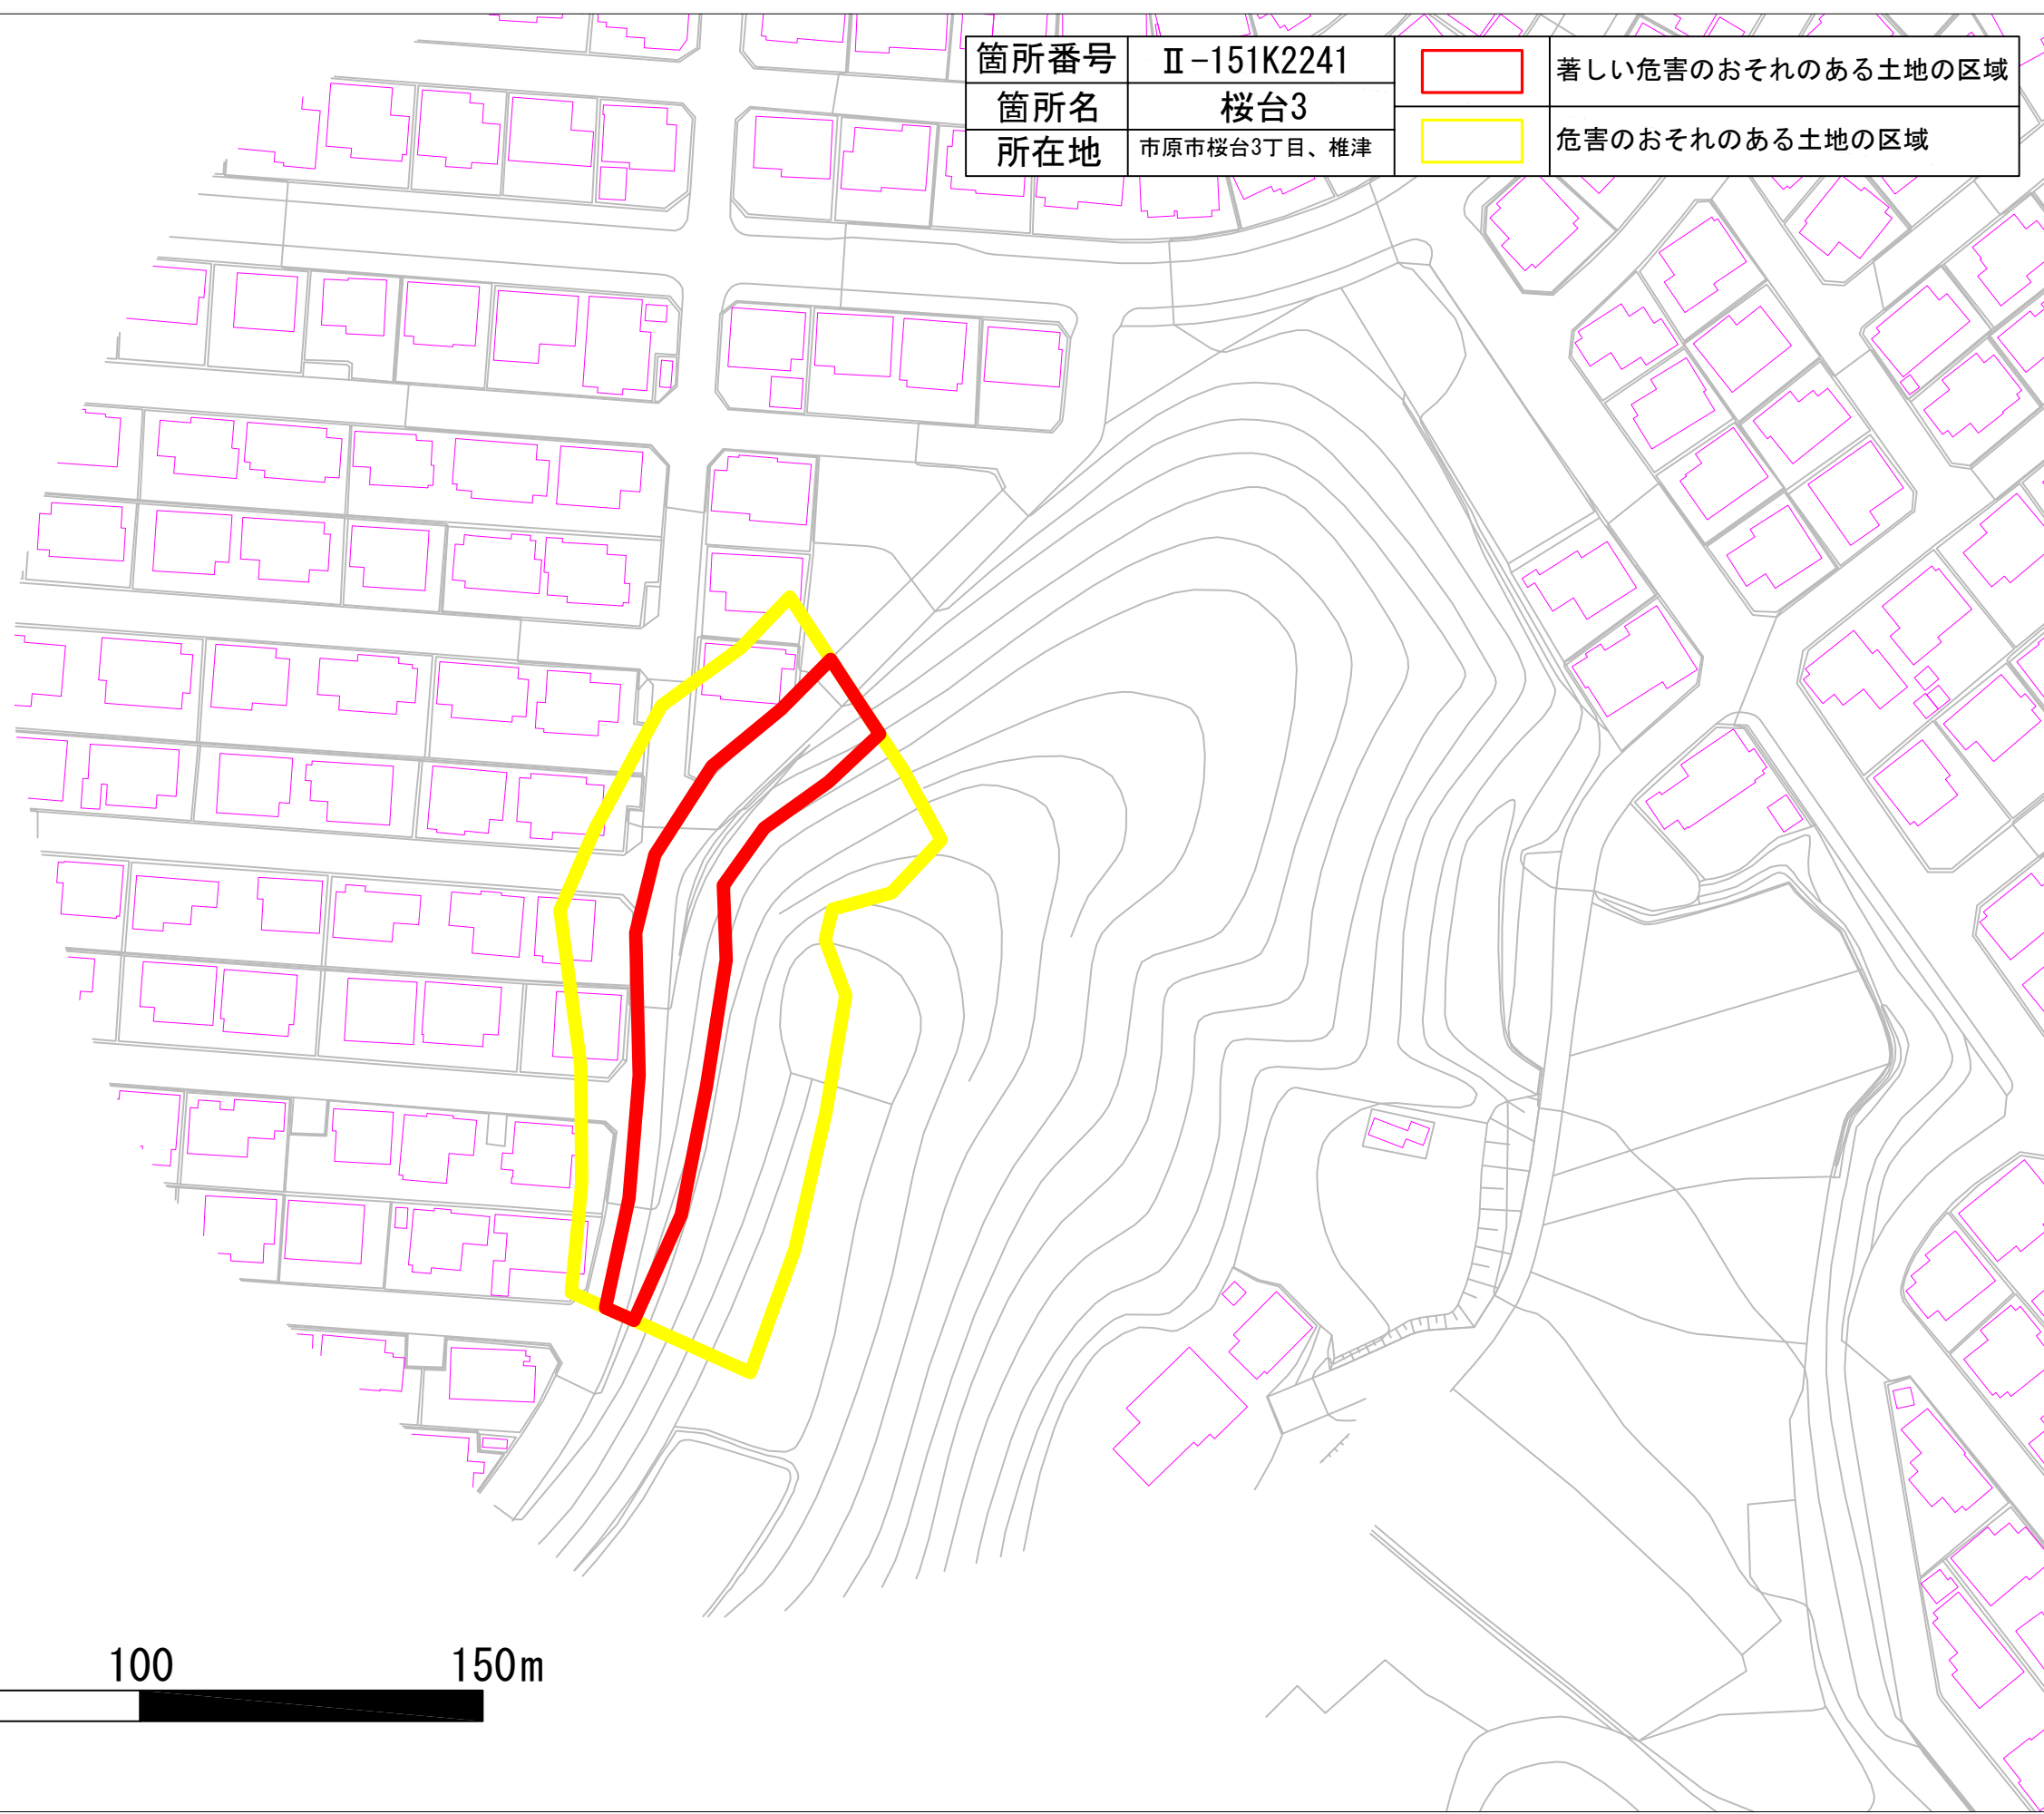 箇所番号 Ⅱ-151K2241
箇所名 桜台3
所在地 市原市桜台3丁目、椎津
著しい危害のおそれのある土地の区域
危害のおそれのある土地の区域
100 150m